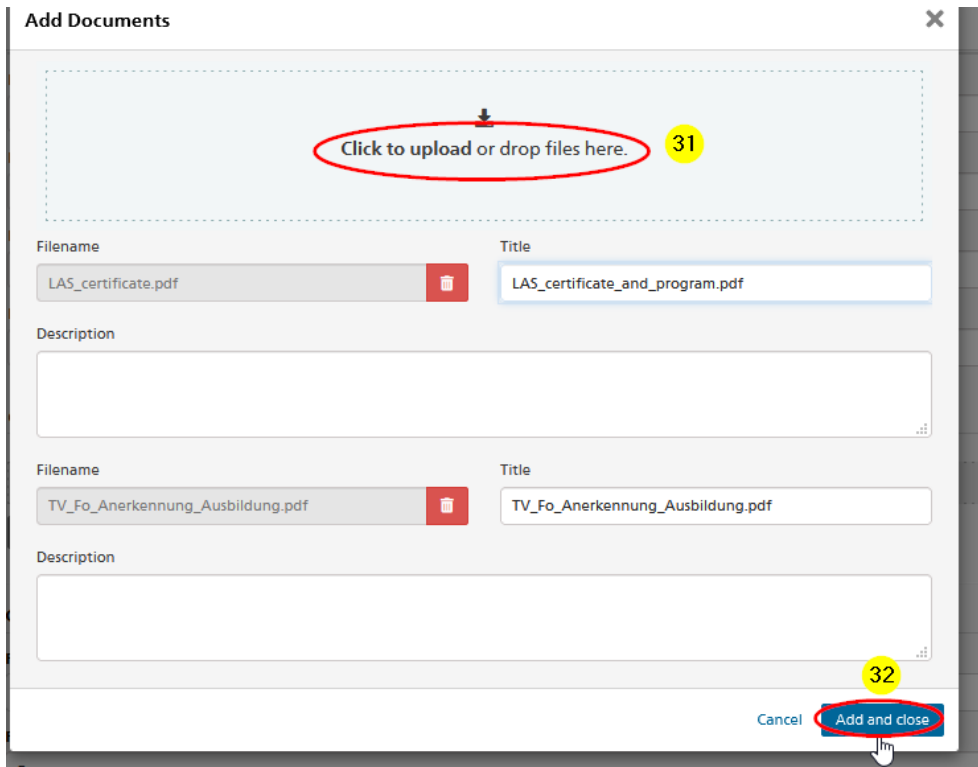 Add Documents
Click to upload or drop files here.
31
Filename
Title
LAS_certificate.pdf
LAS_certificate_and_program.pdf
Description
Filename
Title
TV_Fo_Anerkennung_Ausbildung.pdf
TV_Fo_Anerkennung_Ausbildung.pdf
Description
32
Cancel
Add and close